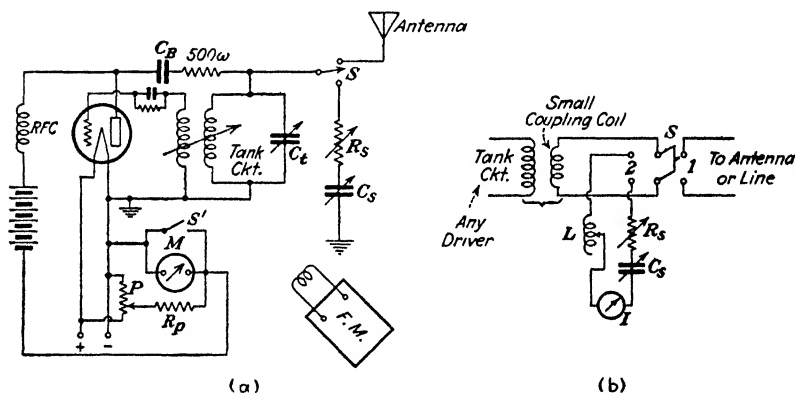 Antenna
C_B
500ω
S
RFC
Tank
Ckt.
C_t
R_s
C_s
S'
M
P
R_p
+
-
F.M.
(a)
Small
Coupling Coil
S
Tank
Ckt.
2
1
To Antenna
or Line
Any
Driver
L
R_s
C_s
I
(b)